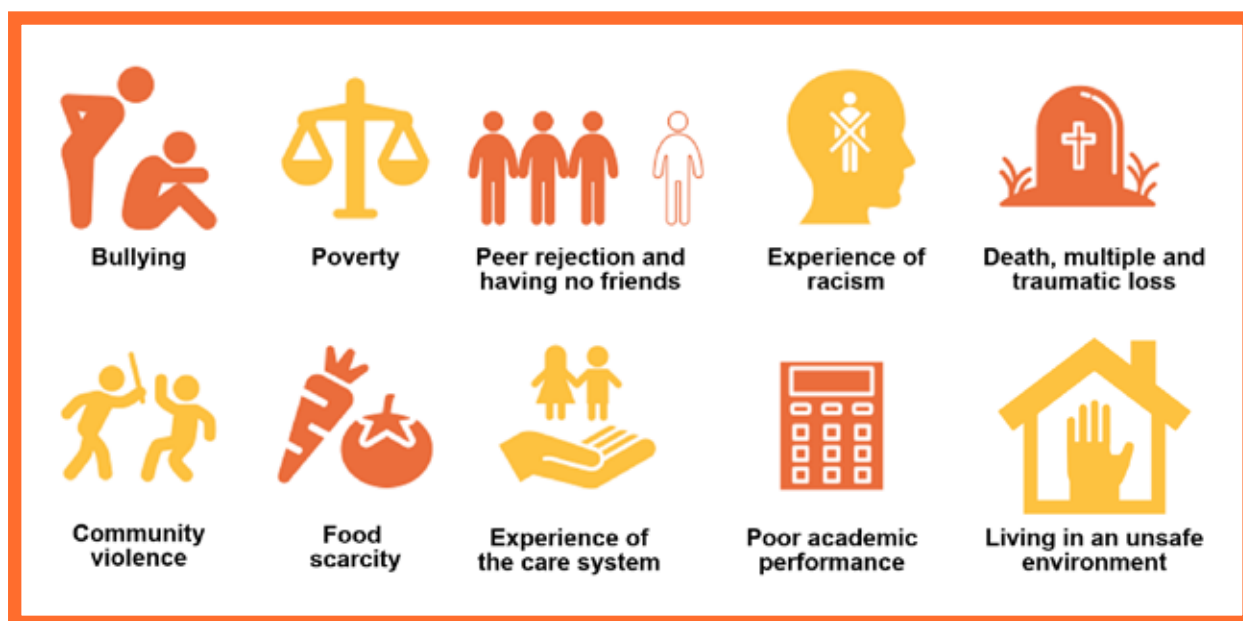 Bullying
Poverty
Peer rejection and
having no friends
Experience of
racism
Death, multiple and
traumatic loss
Community
violence
Food
scarcity
Experience of
the care system
Poor academic
performance
Living in an unsafe
environment